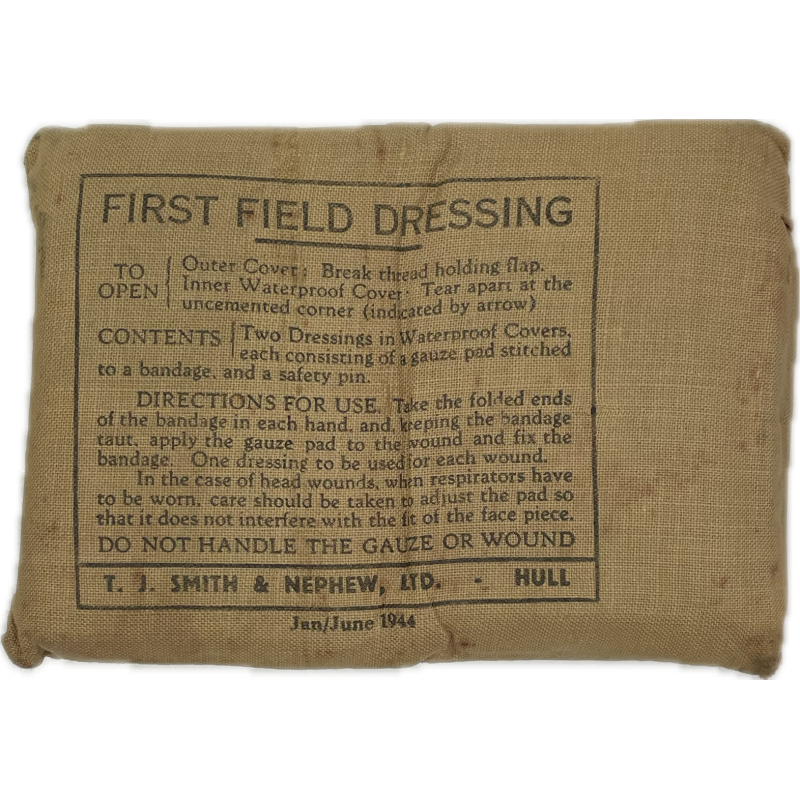 FIRST FIELD DRESSING
TO OPEN { Outer Cover: Break thread holding flap.
Inner Waterproof Cover: Tear apart at the
uncemented corner (indicated by arrow)
CONTENTS { Two Dressings in Waterproof Covers,
each consisting of a gauze pad stitched
to a bandage, and a safety pin.
DIRECTIONS FOR USE. Take the folded ends
of the bandage in each hand, and, keeping the bandage
taut, apply the gauze pad to the wound and fix the
bandage. One dressing to be used for each wound.
In the case of head wounds, when respirators have
to be worn, care should be taken to adjust the pad so
that it does not interfere with the fit of the face piece.
DO NOT HANDLE THE GAUZE OR WOUND
T. J. SMITH & NEPHEW, LTD. - HULL
Jan/June 1944